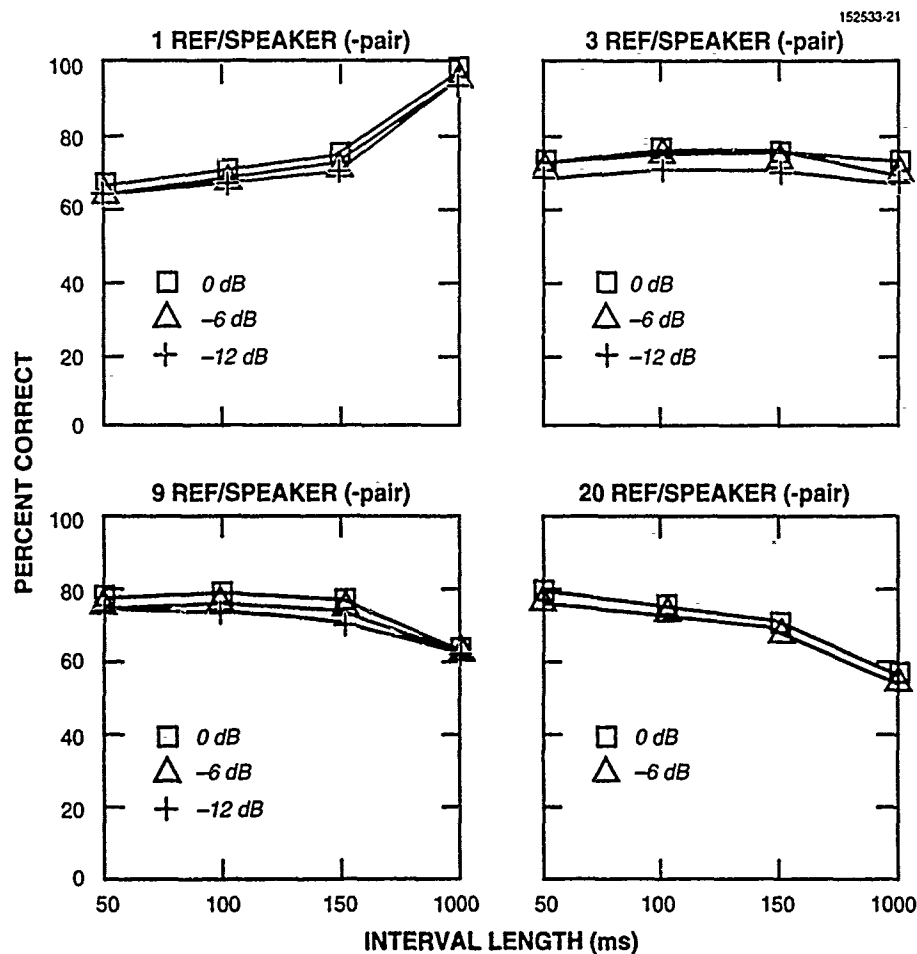 152533-21
1 REF/SPEAKER (-pair)
3 REF/SPEAKER (-pair)
100
80
60
40
20
0
0 dB
–6 dB
–12 dB
0 dB
–6 dB
–12 dB
PERCENT CORRECT
9 REF/SPEAKER (-pair)
20 REF/SPEAKER (-pair)
100
80
60
40
20
0
0 dB
–6 dB
–12 dB
0 dB
–6 dB
50 100 150 1000
50 100 150 1000
INTERVAL LENGTH (ms)